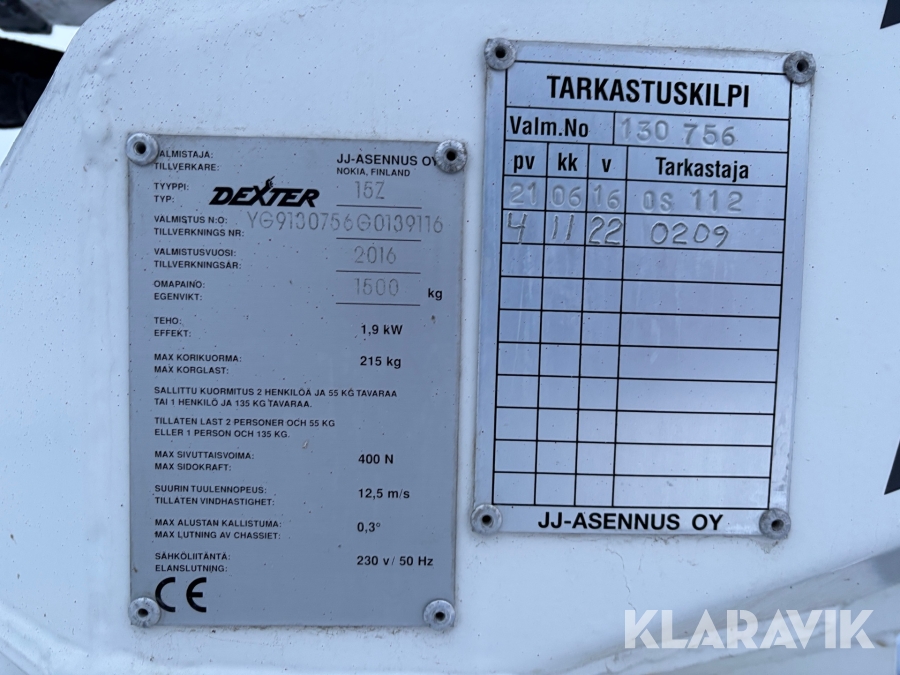 VALMISTAJA: JJ-ASENNUS OY
TILLVERKARE: NOKIA, FINLAND
TYYPPI: DEXTER 15Z
TYP:
VALMISTUS N:O: YG9130756G0139116
TILLVERKNINGS NR:
VALMISTUSVUOSI: 2016
TILLVERKNINGSÅR:
OMAPAINO: 1500 kg
EGENVIKT:
TEHO: 1,9 kW
EFFEKT:
MAX KORIKUORMA: 215 kg
MAX KORGLAST:
SALLITTU KUORMITUS 2 HENKILÖÄ JA 55 KG TAVARAA
TAI 1 HENKILÖ JA 135 KG TAVARAA.
TILLÅTEN LAST 2 PERSONER OCH 55 KG
ELLER 1 PERSON OCH 135 KG.
MAX SIVUTTAISVOIMA: 400 N
MAX SIDOKRAFT:
SUURIN TUULENNOPEUS: 12,5 m/s
TILLÅTEN VINDHASTIGHET:
MAX ALUSTAN KALLISTUMA: 0,3°
MAX LUTNING AV CHASSIET:
SÄHKÖLIITÄNTÄ: 230 v/ 50 Hz
ELANSLUTNING:
CE
TARKASTUSKILPI
Valm.No 130 756
pv kk v Tarkastaja
21 06 16 OS 112
4 11 22 0209
JJ-ASENNUS OY
KLARAVIK